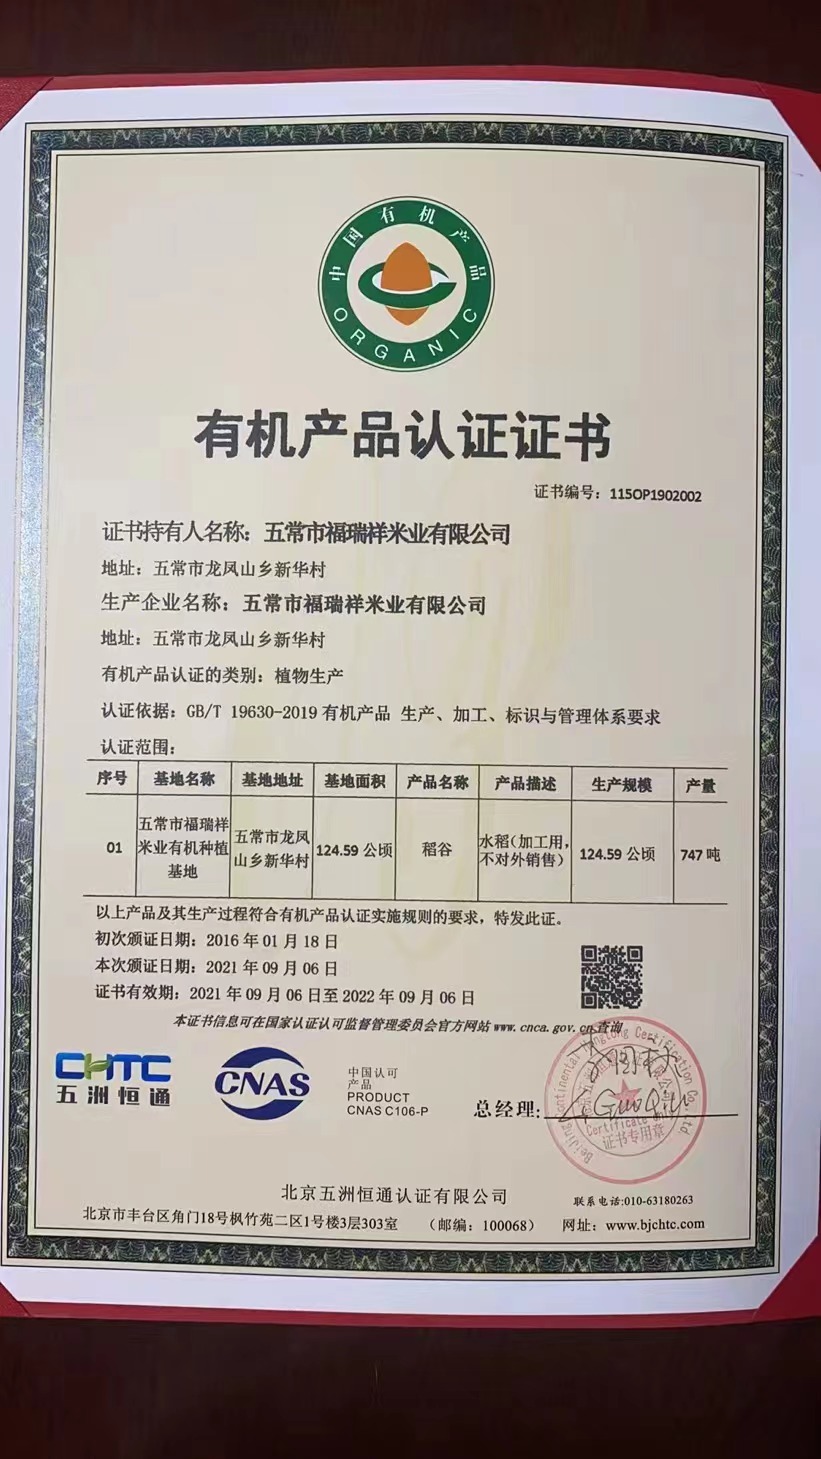 中国有机产品
ORGANIC
有机产品认证证书
证书编号：115OP1902002
证书持有人名称：五常市福瑞祥米业有限公司
地址：五常市龙凤山乡新华村
生产企业名称：五常市福瑞祥米业有限公司
地址：五常市龙凤山乡新华村
有机产品认证的类别：植物生产
认证依据：GB/T 19630-2019 有机产品 生产、加工、标识与管理体系要求
认证范围：
序号 基地名称 基地地址 基地面积 产品名称 产品描述 生产规模 产量
01 五常市福瑞祥米业有机种植基地 五常市龙凤山乡新华村 124.59 公顷 稻谷 水稻（加工用，不对外销售） 124.59 公顷 747 吨
以上产品及其生产过程符合有机产品认证实施规则的要求，特发此证。
初次颁证日期：2016 年 01 月 18 日
本次颁证日期：2021 年 09 月 06 日
证书有效期：2021 年 09 月 06 日至 2022 年 09 月 06 日
本证书信息可在国家认证认可监督管理委员会官方网站 www.cnca.gov.cn 查询
CHTC
五洲恒通
CNAS
中国认可
产品
PRODUCT
CNAS C106-P
总经理：
证书专用章
北京五洲恒通认证有限公司
联系电话:010-63180263
北京市丰台区角门18号枫竹苑二区1号楼3层303室 （邮编：100068） 网址：www.bjchtc.com